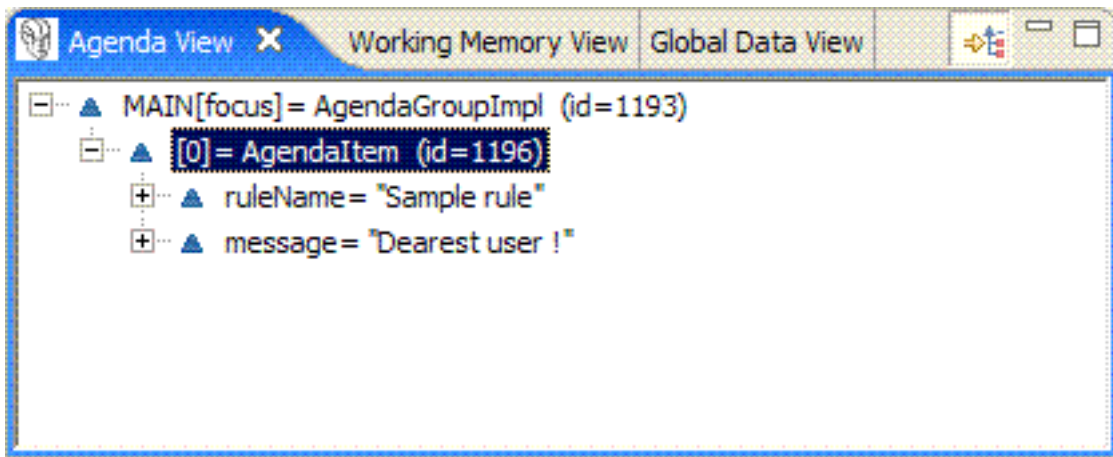 Agenda View Working Memory View Global Data View
MAIN[focus]= AgendaGroupImpl (id=1193)
[0]= AgendaItem (id=1196)
ruleName= "Sample rule"
message= "Dearest user !"